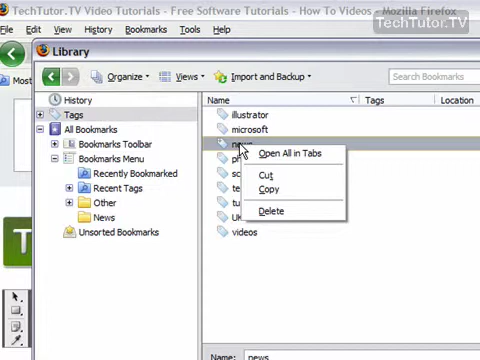 TechTutor.TV Video Tutorials - Free Software Tutorials - How To Videos - Mozilla Firefox
TechTutor.TV
File Edit View History Bookmarks Tools Help
Library
Organize Views Import and Backup Search Bookmarks
Most
History Name Tags Location
Tags illustrator
All Bookmarks microsoft
Bookmarks Toolbar news
Bookmarks Menu Open All in Tabs
Recently Bookmarked Cut
Recent Tags Copy
Other
News Delete
Unsorted Bookmarks videos
Name: news